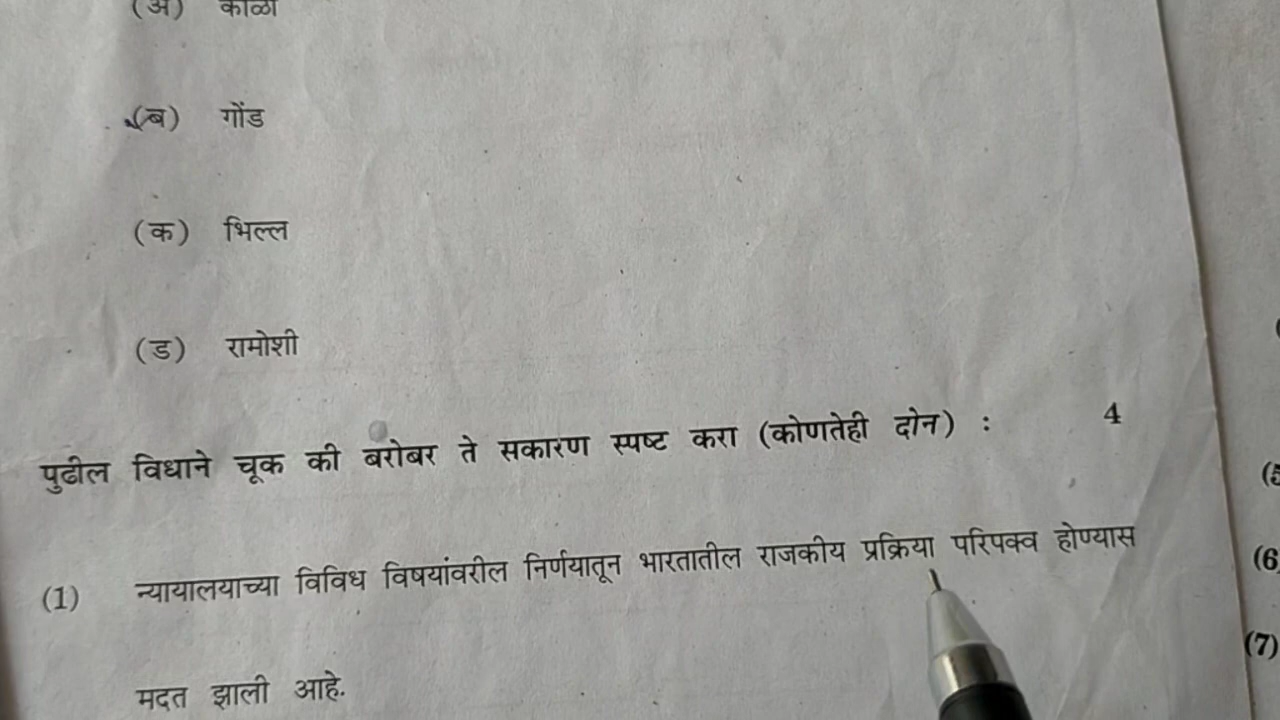 (अ) कोळी
(ब) गोंड
(क) भिल्ल
(ड) रामोशी
पुढील विधाने चूक की बरोबर ते सकारण स्पष्ट करा (कोणतेही दोन) : 4
(1) न्यायालयाच्या विविध विषयांवरील निर्णयातून भारतातील राजकीय प्रक्रिया परिपक्व होण्यास
मदत झाली आहे.
(6
(7)